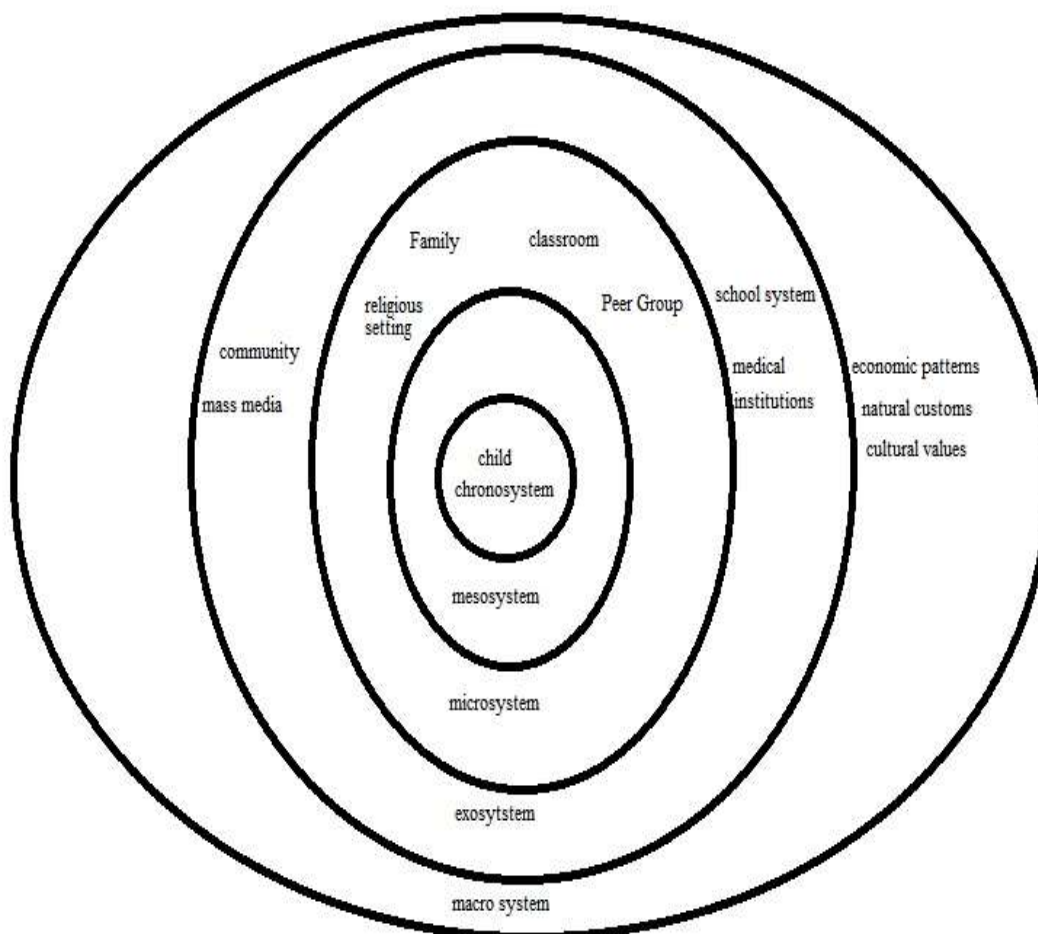 Family
classroom
religious
setting
Peer Group
school system
community
medical
institutions
mass media
economic patterns
natural customs
cultural values
child
chronosystem
mesosystem
microsystem
exosytstem
macro system